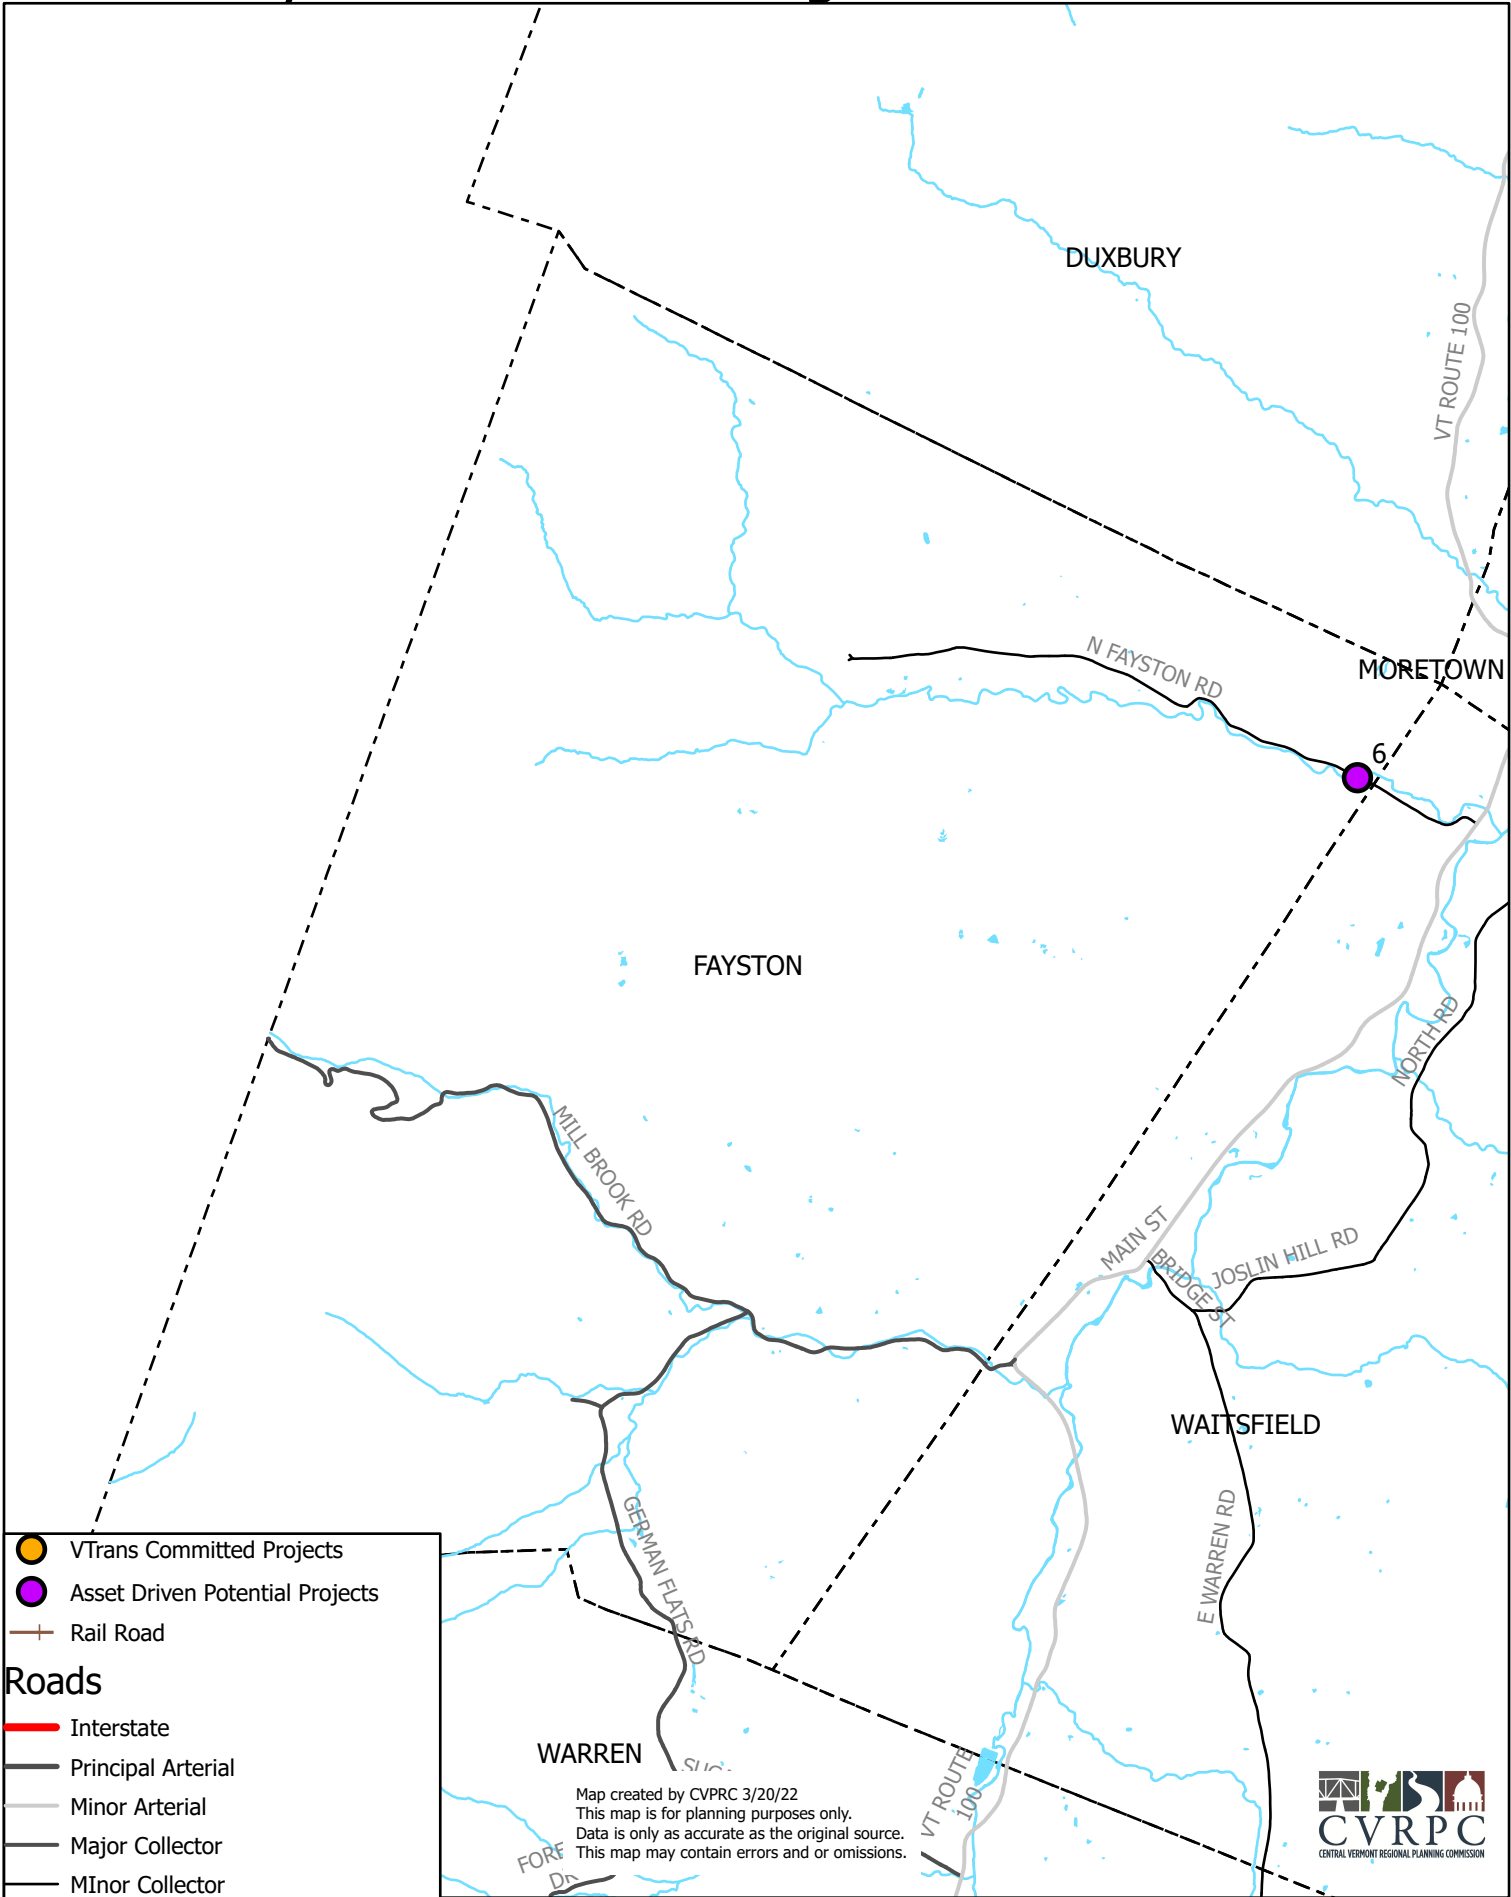 DUXBURY
VT ROUTE 100
N FAYSTON RD
MORETOWN
6
FAYSTON
NORTH RD
MILL BROOK RD
MAIN ST
BRIDGE ST
JOSLIN HILL RD
WAITSFIELD
GERMAN FLATS RD
E WARREN RD
WARREN
VT ROUTE
100
DR
VTrans Committed Projects
Asset Driven Potential Projects
Rail Road
Roads
Interstate
Principal Arterial
Minor Arterial
Major Collector
MInor Collector
Map created by CVPRC 3/20/22
This map is for planning purposes only.
Data is only as accurate as the original source.
This map may contain errors and or omissions.
CVRPC
CENTRAL VERMONT REGIONAL PLANNING COMMISSION